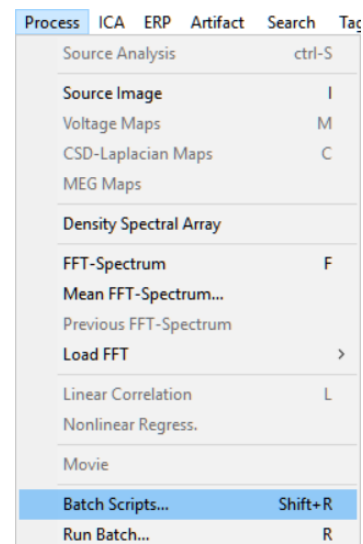 Process ICA ERP Artifact Search Tag
Source Analysis ctrl-S
Source Image I
Voltage Maps M
CSD-Laplacian Maps C
MEG Maps
Density Spectral Array
FFT-Spectrum F
Mean FFT-Spectrum...
Previous FFT-Spectrum
Load FFT >
Linear Correlation L
Nonlinear Regress.
Movie
Batch Scripts... Shift+R
Run Batch... R